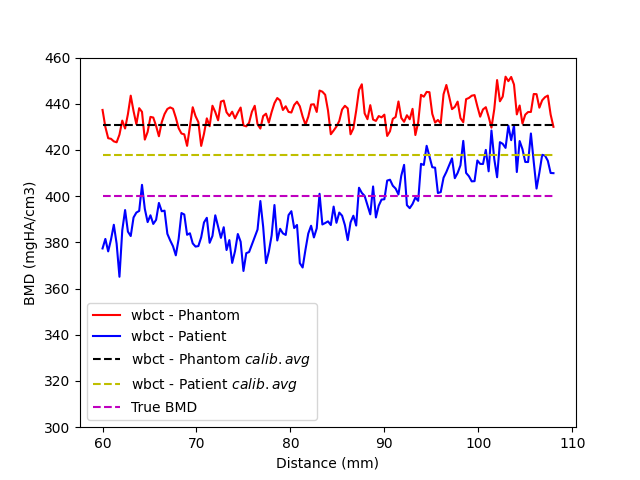 460
440
420
400
380
360
340
320
300
BMD (mgHA/cm3)
wbct - Phantom
wbct - Patient
wbct - Phantom calib.avg
wbct - Patient calib.avg
True BMD
60 70 80 90 100 110
Distance (mm)